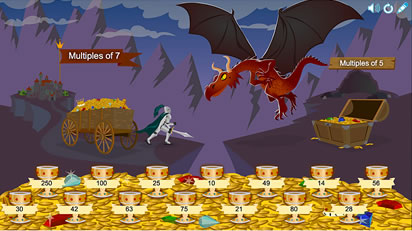 Multiples of 7
Multiples of 5
250 100 25 10 49 14 56
30 42 63 75 21 60 28